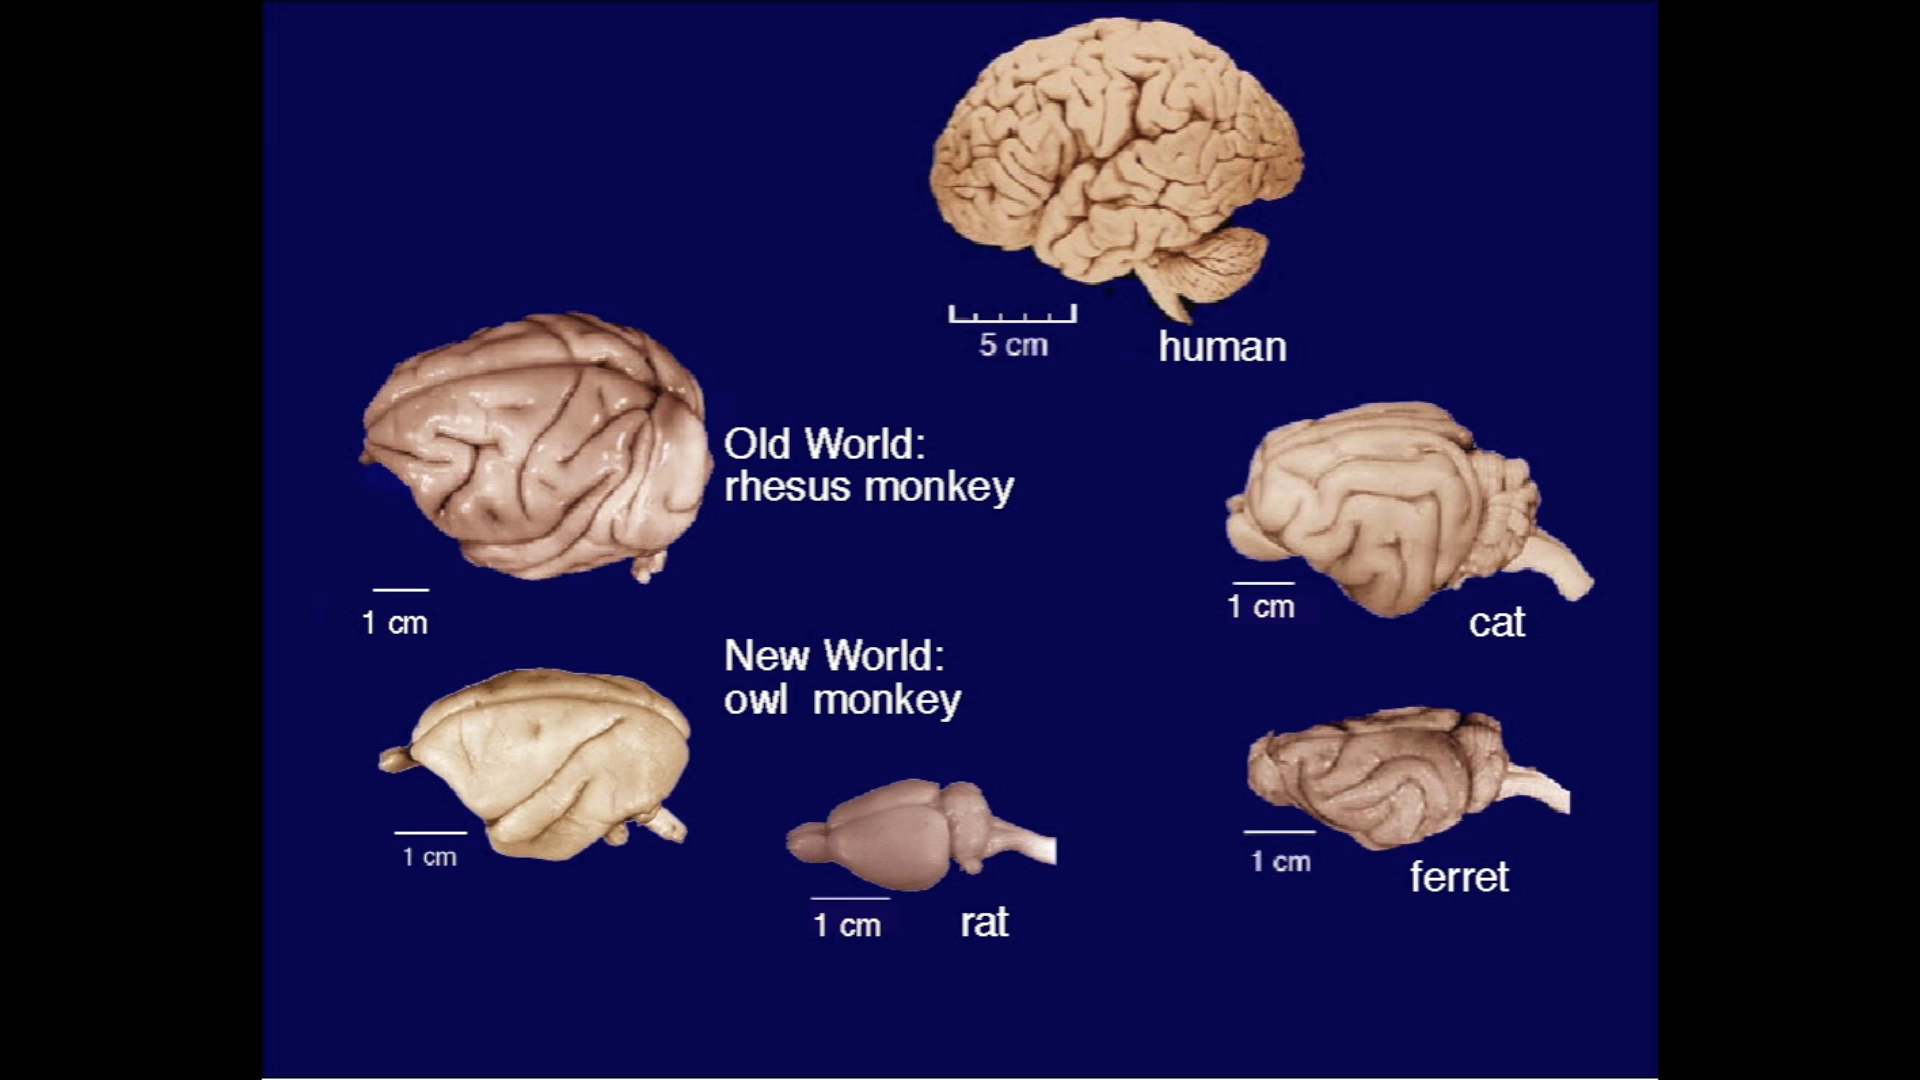 5 cm
human
Old World:
rhesus monkey
1 cm
1 cm
cat
New World:
owl monkey
1 cm
1 cm
rat
1 cm
ferret